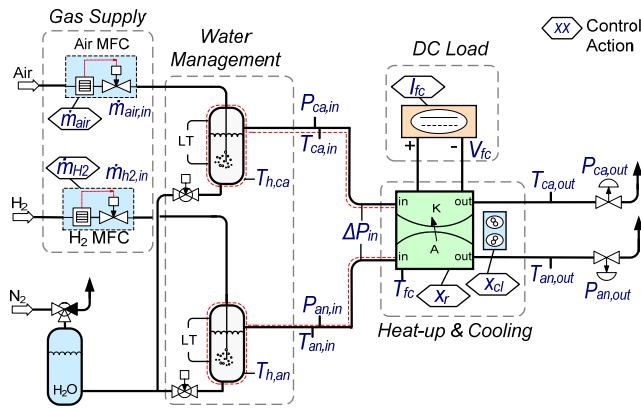 Gas Supply
Air MFC
Air
ṁair
ṁair,in
ṁH2
ṁh2,in
H2
H2 MFC
N2
H2O
Water
Management
LT
Th,ca
LT
Th,an
Pca,in
Tca,in
ΔPin
Pan,in
Tan,in
DC Load
Ifc
+
-
Vfc
in
out
K
A
in
out
Tfc
xr
xcl
Heat-up & Cooling
Tca,out
Pca,out
Tan,out
Pan,out
xx
Control
Action